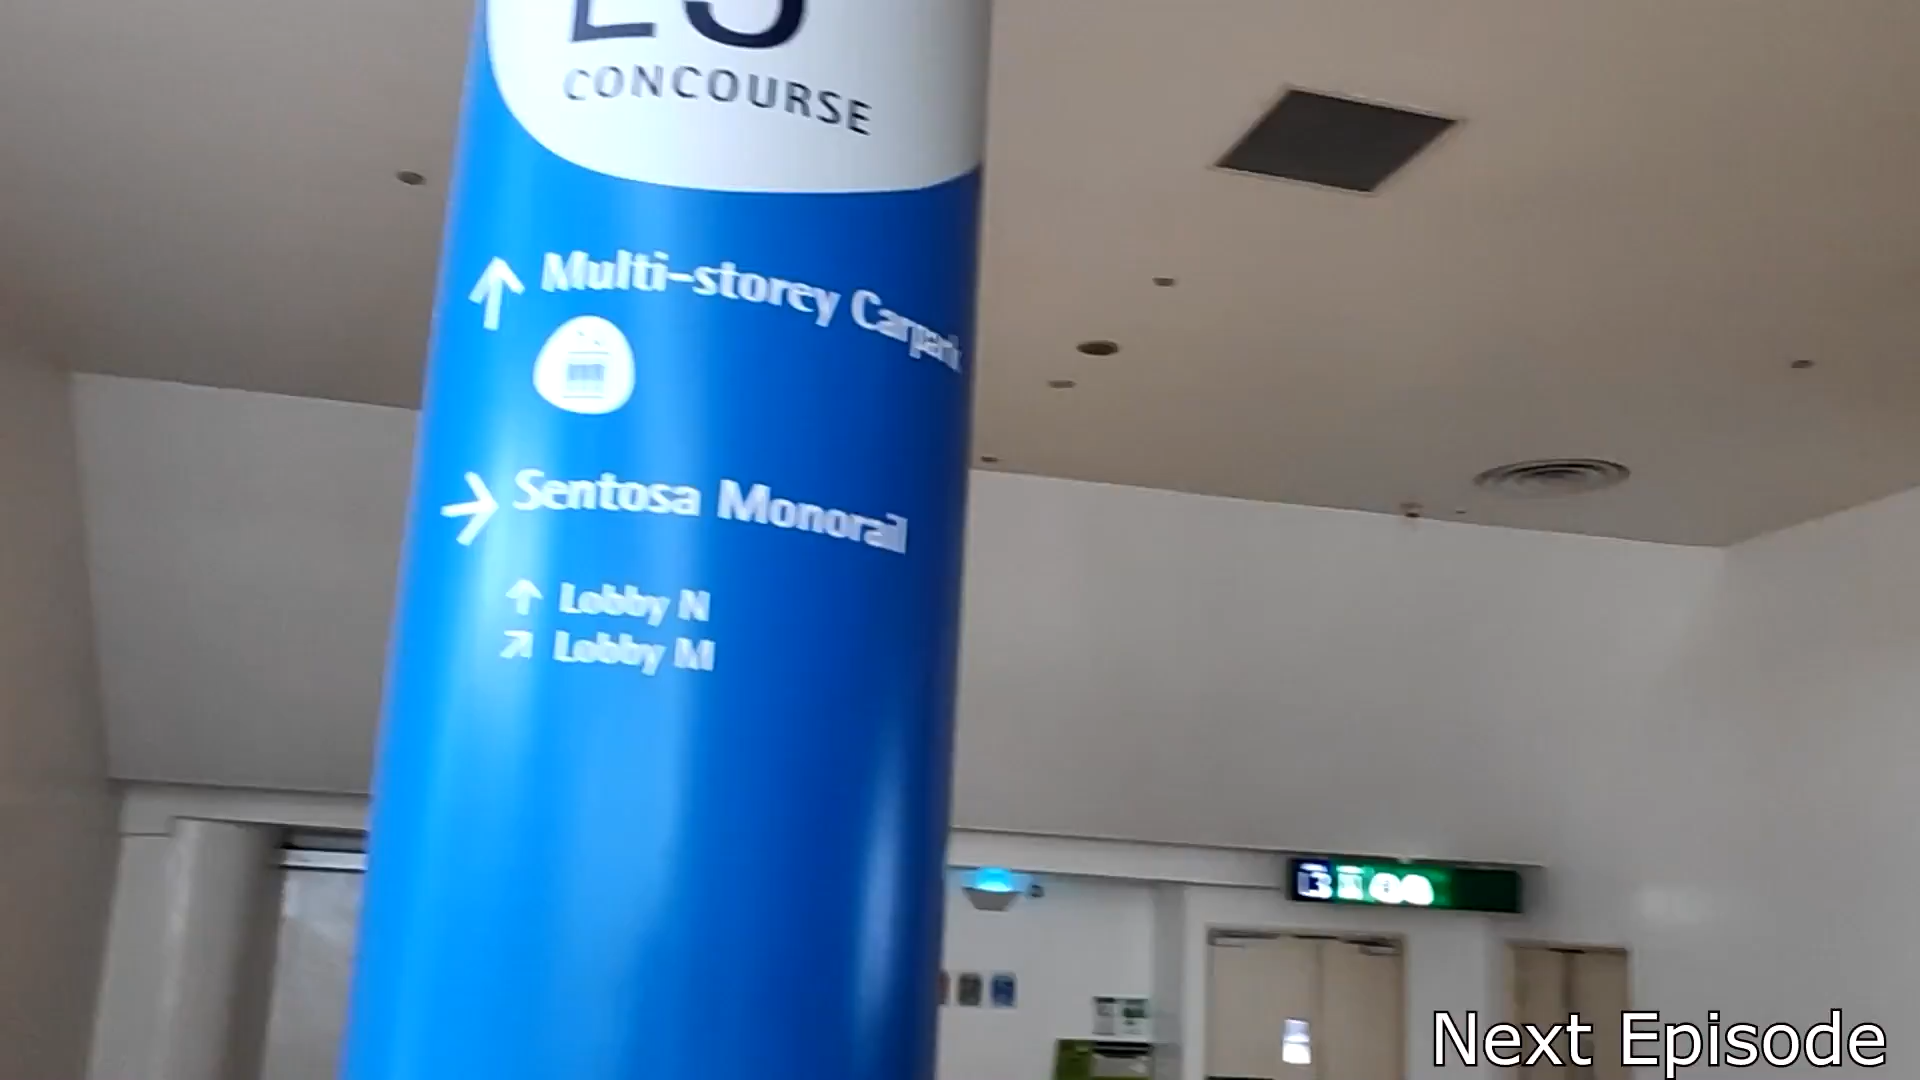 CONCOURSE
Multi-storey Carpark
Sentosa Monorail
Lobby N
Lobby M
Next Episode